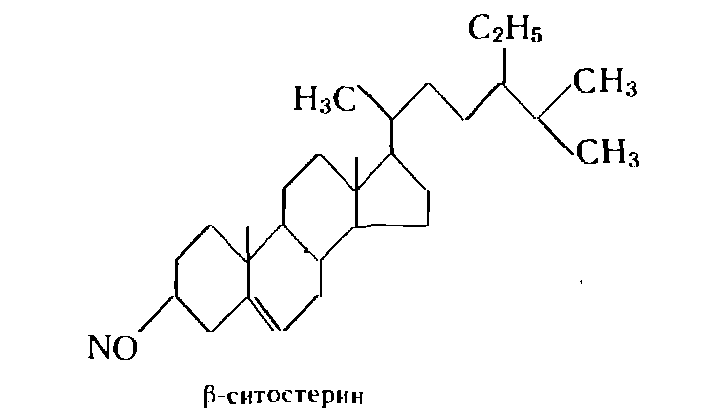 C₂H₅
H₃C
CH₃
CH₃
NO
β-ситостерин